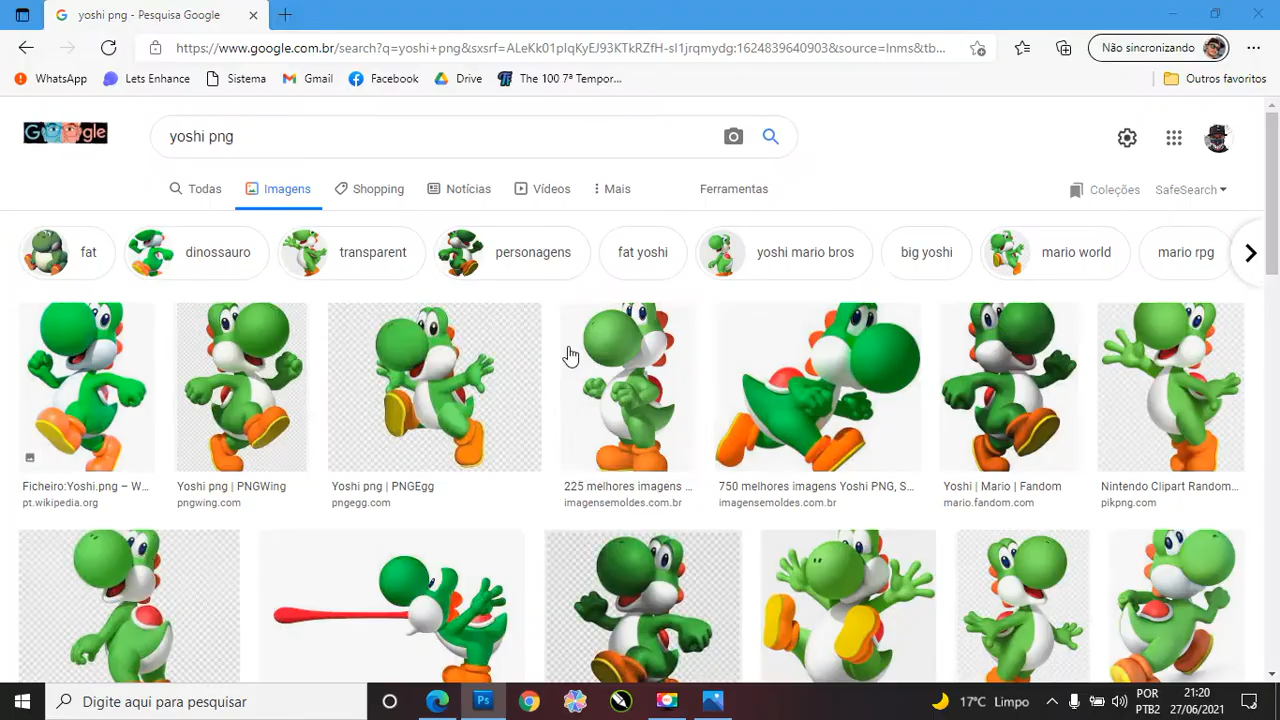 yoshi png - Pesquisa Google
https://www.google.com.br/search?q=yoshi+png&sxsrf=ALeKk01plqKyEJ93KTkRZfH-sI1jrqmydg:1624839640903&source=lnms&tb...
Não sincronizando
WhatsApp
Lets Enhance
Sistema
Gmail
Facebook
Drive
The 100 7ª Tempor...
Outros favoritos
Google
yoshi png
Todas
Imagens
Shopping
Notícias
Vídeos
Mais
Ferramentas
Coleções
SafeSearch
fat
dinossauro
transparent
personagens
fat yoshi
yoshi mario bros
big yoshi
mario world
mario rpg
Ficheiro:Yoshi.png – W...
pt.wikipedia.org
Yoshi png | PNGWing
pngwing.com
Yoshi png | PNGEgg
pngegg.com
225 melhores imagens ...
imagensemoldes.com.br
750 melhores imagens Yoshi PNG, S...
imagensemoldes.com.br
Yoshi | Mario | Fandom
mario.fandom.com
Nintendo Clipart Random...
pikpng.com
Digite aqui para pesquisar
Ps
17°C Limpo
POR
PTB2
21:20
27/06/2021